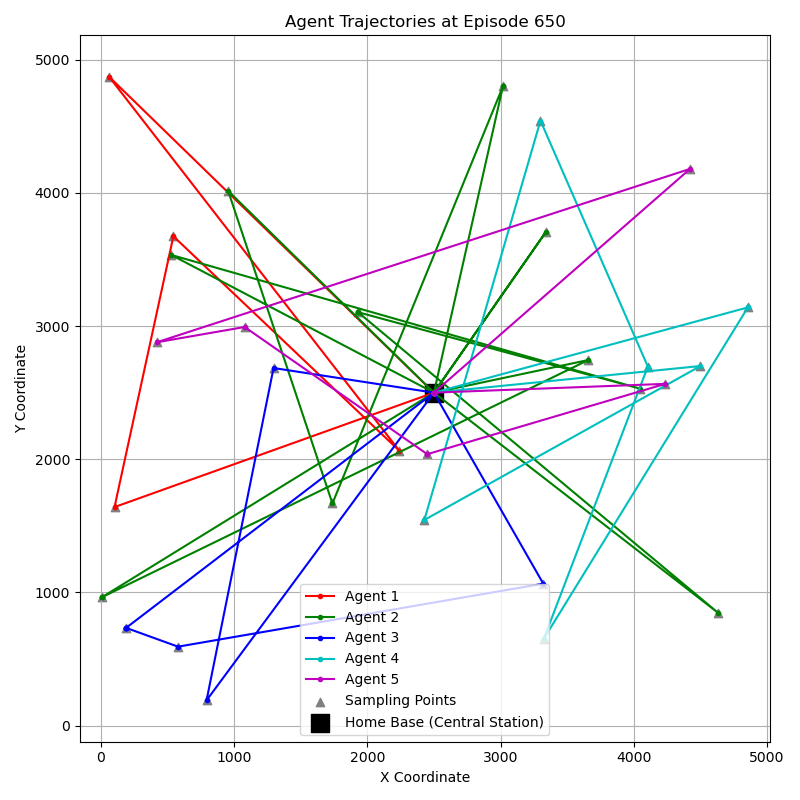 Agent Trajectories at Episode 650
Y Coordinate
5000
4000
3000
2000
1000
0
Agent 1
Agent 2
Agent 3
Agent 4
Agent 5
Sampling Points
Home Base (Central Station)
0 1000 2000 3000 4000 5000
X Coordinate